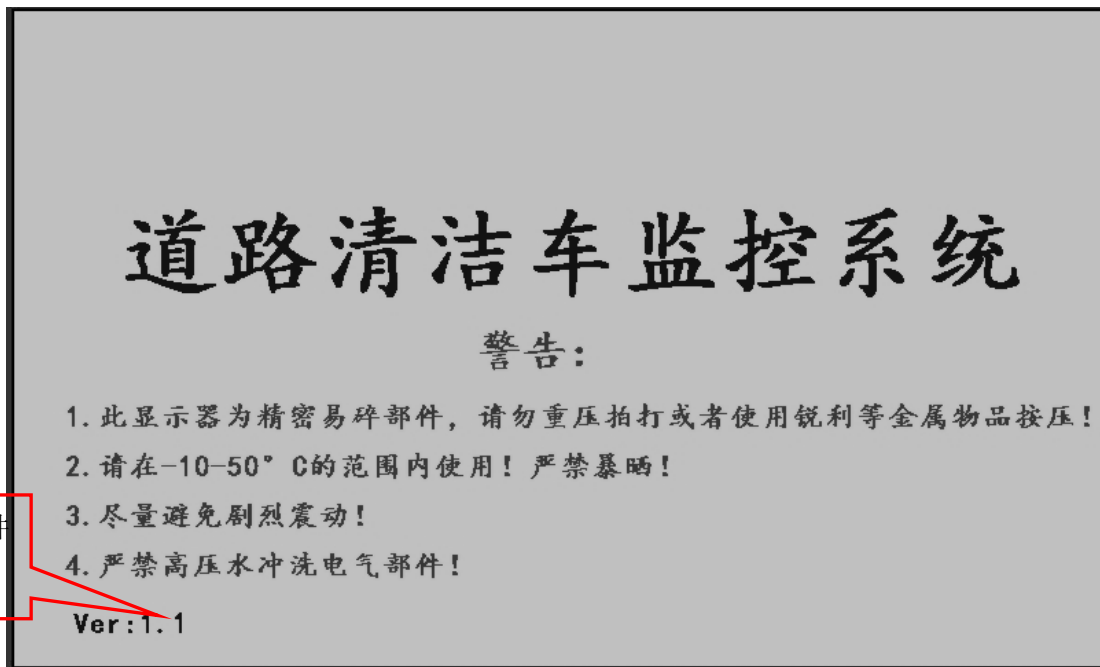 道路清洁车监控系统
警告：
1.此显示器为精密易碎部件，请勿重压拍打或者使用锐利等金属物品按压！
2.请在-10-50°C的范围内使用！严禁暴晒！
3.尽量避免剧烈震动！
4.严禁高压水冲洗电气部件！
Ver:1.1